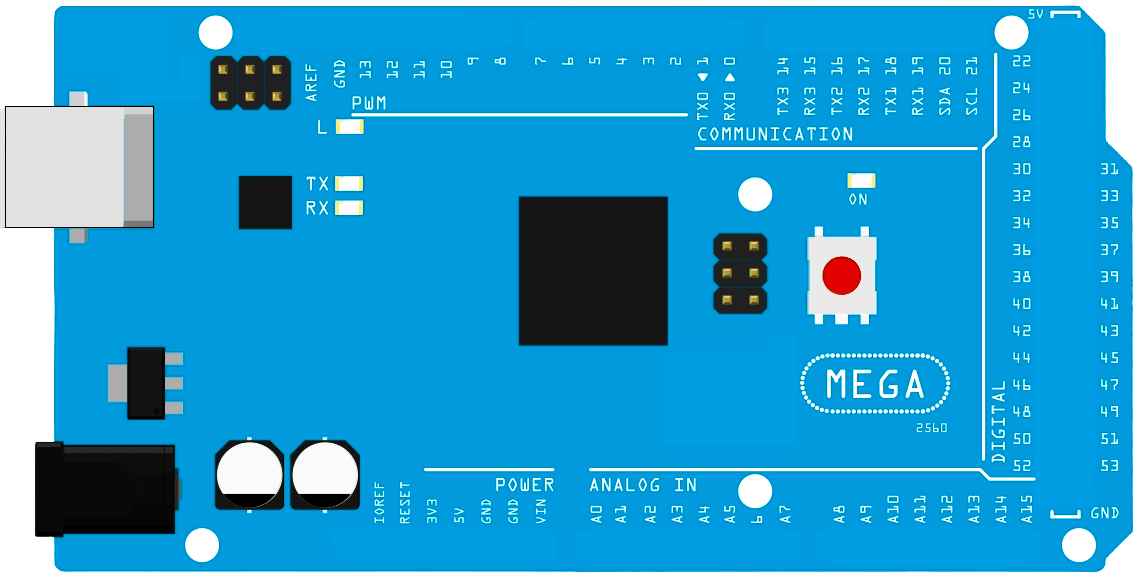 5V
AREF GND 13 12 11 10 9 8 7 6 5 4 3 2 TX0 1 RX0 0 TX3 14 RX3 15 TX2 16 RX2 17 TX1 18 RX1 19 SDA 20 SCL 21
PWM
COMMUNICATION
L
TX
RX
ON
22
24
26
28
30 31
32 33
34 35
36 37
38 39
40 41
42 43
44 45
46 47
48 49
50 51
52 53
DIGITAL
MEGA
2560
POWER
ANALOG IN
IOREF RESET 3V3 5V GND GND VIN A0 A1 A2 A3 A4 A5 6 A7 A8 A9 A10 A11 A12 A13 A14 A15
GND